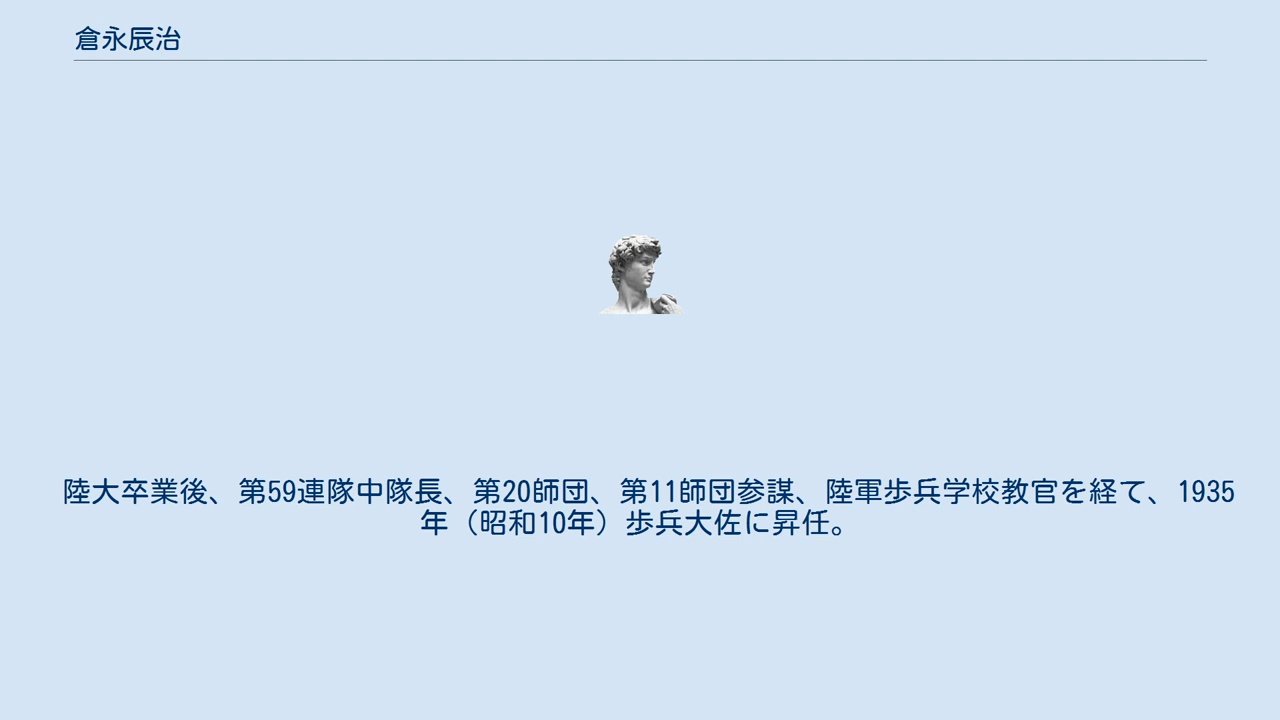 倉永辰治
陸大卒業後、第59連隊中隊長、第20師団、第11師団参謀、陸軍歩兵学校教官を経て、1935
年（昭和10年）歩兵大佐に昇任。